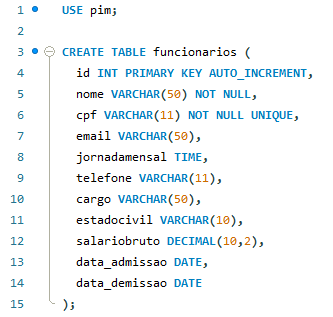 1 USE pim;
2
3 CREATE TABLE funcionarios (
4 id INT PRIMARY KEY AUTO_INCREMENT,
5 nome VARCHAR(50) NOT NULL,
6 cpf VARCHAR(11) NOT NULL UNIQUE,
7 email VARCHAR(50),
8 jornadamensal TIME,
9 telefone VARCHAR(11),
10 cargo VARCHAR(50),
11 estadocivil VARCHAR(10),
12 salariobruto DECIMAL(10,2),
13 data_admissao DATE,
14 data_demissao DATE
15 );